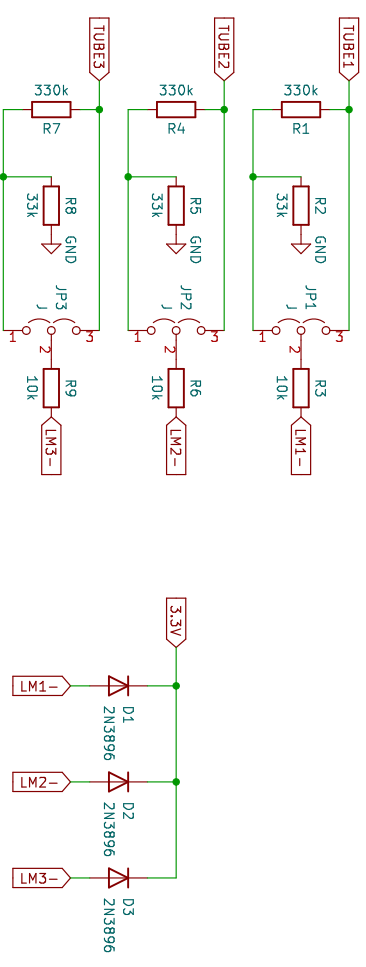 TUBE3
TUBE2
TUBE1
330k
R7
330k
R4
330k
R1
R8
33k
GND
R5
33k
GND
R2
33k
GND
JP3
J
1
2
3
JP2
J
1
2
3
JP1
J
1
2
3
R9
10k
R6
10k
R3
10k
LM3-
LM2-
LM1-
3.3V
LM1-
D1
2N3896
LM2-
D2
2N3896
LM3-
D3
2N3896